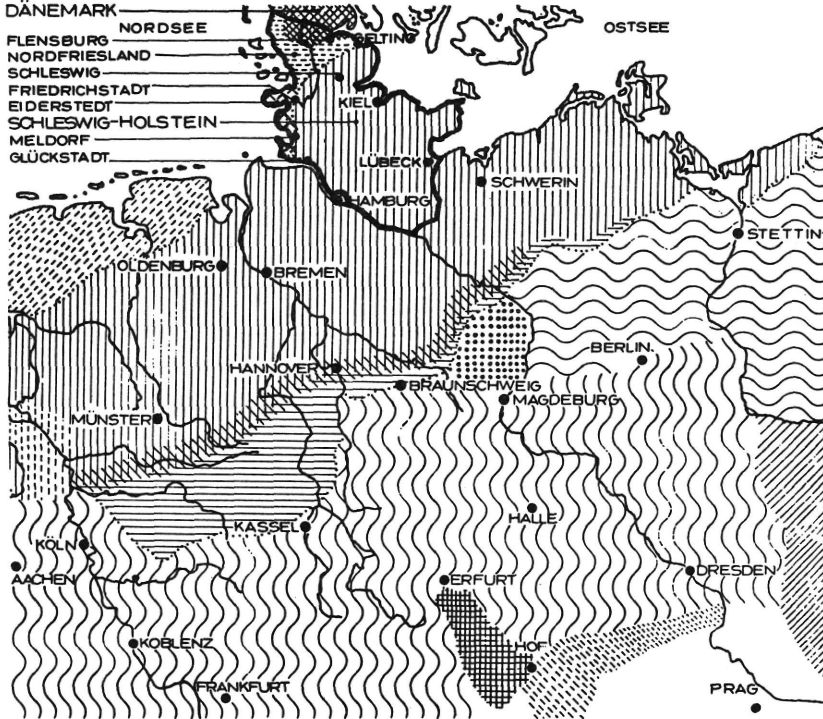 DÄNEMARK
NORDSEE
OSTSEE
FLENSBURG
GELTING
NORDFRIESLAND
SCHLESWIG
FRIEDRICHSTADT
EIDERSTEDT
KIEL
SCHLESWIG-HOLSTEIN
MELDORF
GLÜCKSTADT
LÜBECK
SCHWERIN
HAMBURG
STETTIN
OLDENBURG
BREMEN
BERLIN
HANNOVER
BRAUNSCHWEIG
MAGDEBURG
MÜNSTER
HALLE
KASSEL
KÖLN
DRESDEN
AACHEN
ERFURT
KOBLENZ
HOF
FRANKFURT
PRAG